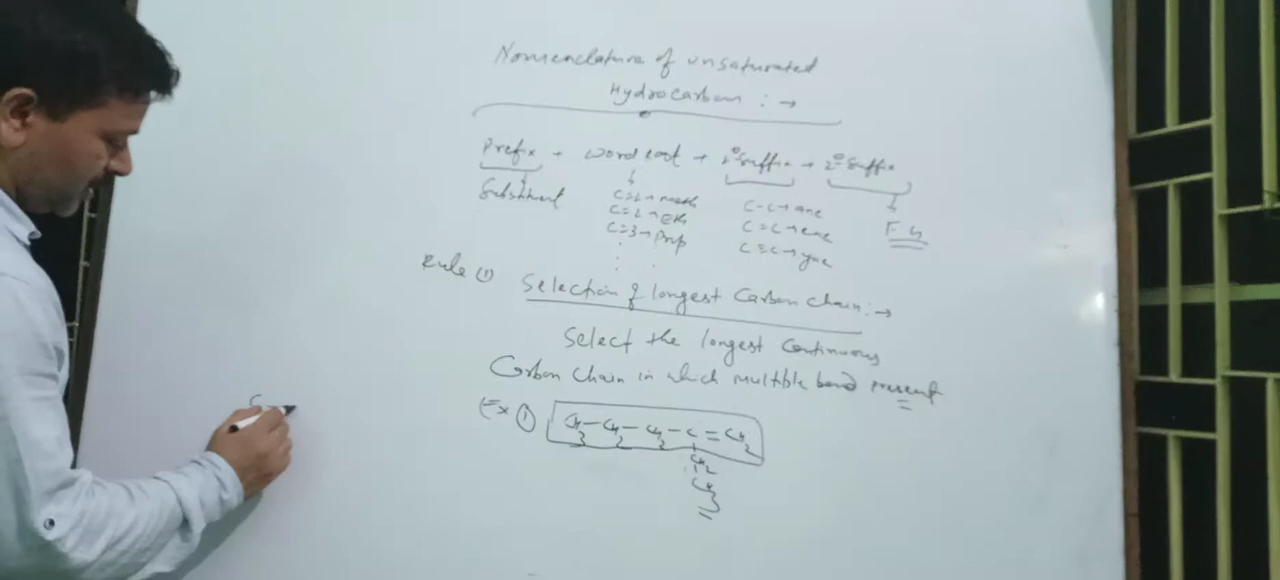 Nomenclature of unsaturated
Hydrocarbon : →
Prefix + word root + 1° suffix + 2° suffix
Substituent
C=1→meth
C=2→Eth
C=3→Prop
C-C→ane
C=C→ene
C≡C→yne
F.G
Rule (1) Selection of longest Carbon chain :→
Select the longest Continuous
Carbon Chain in which multible bond present
Ex (1) CH3-CH2-CH2-C=CH2
CH2
CH3
C